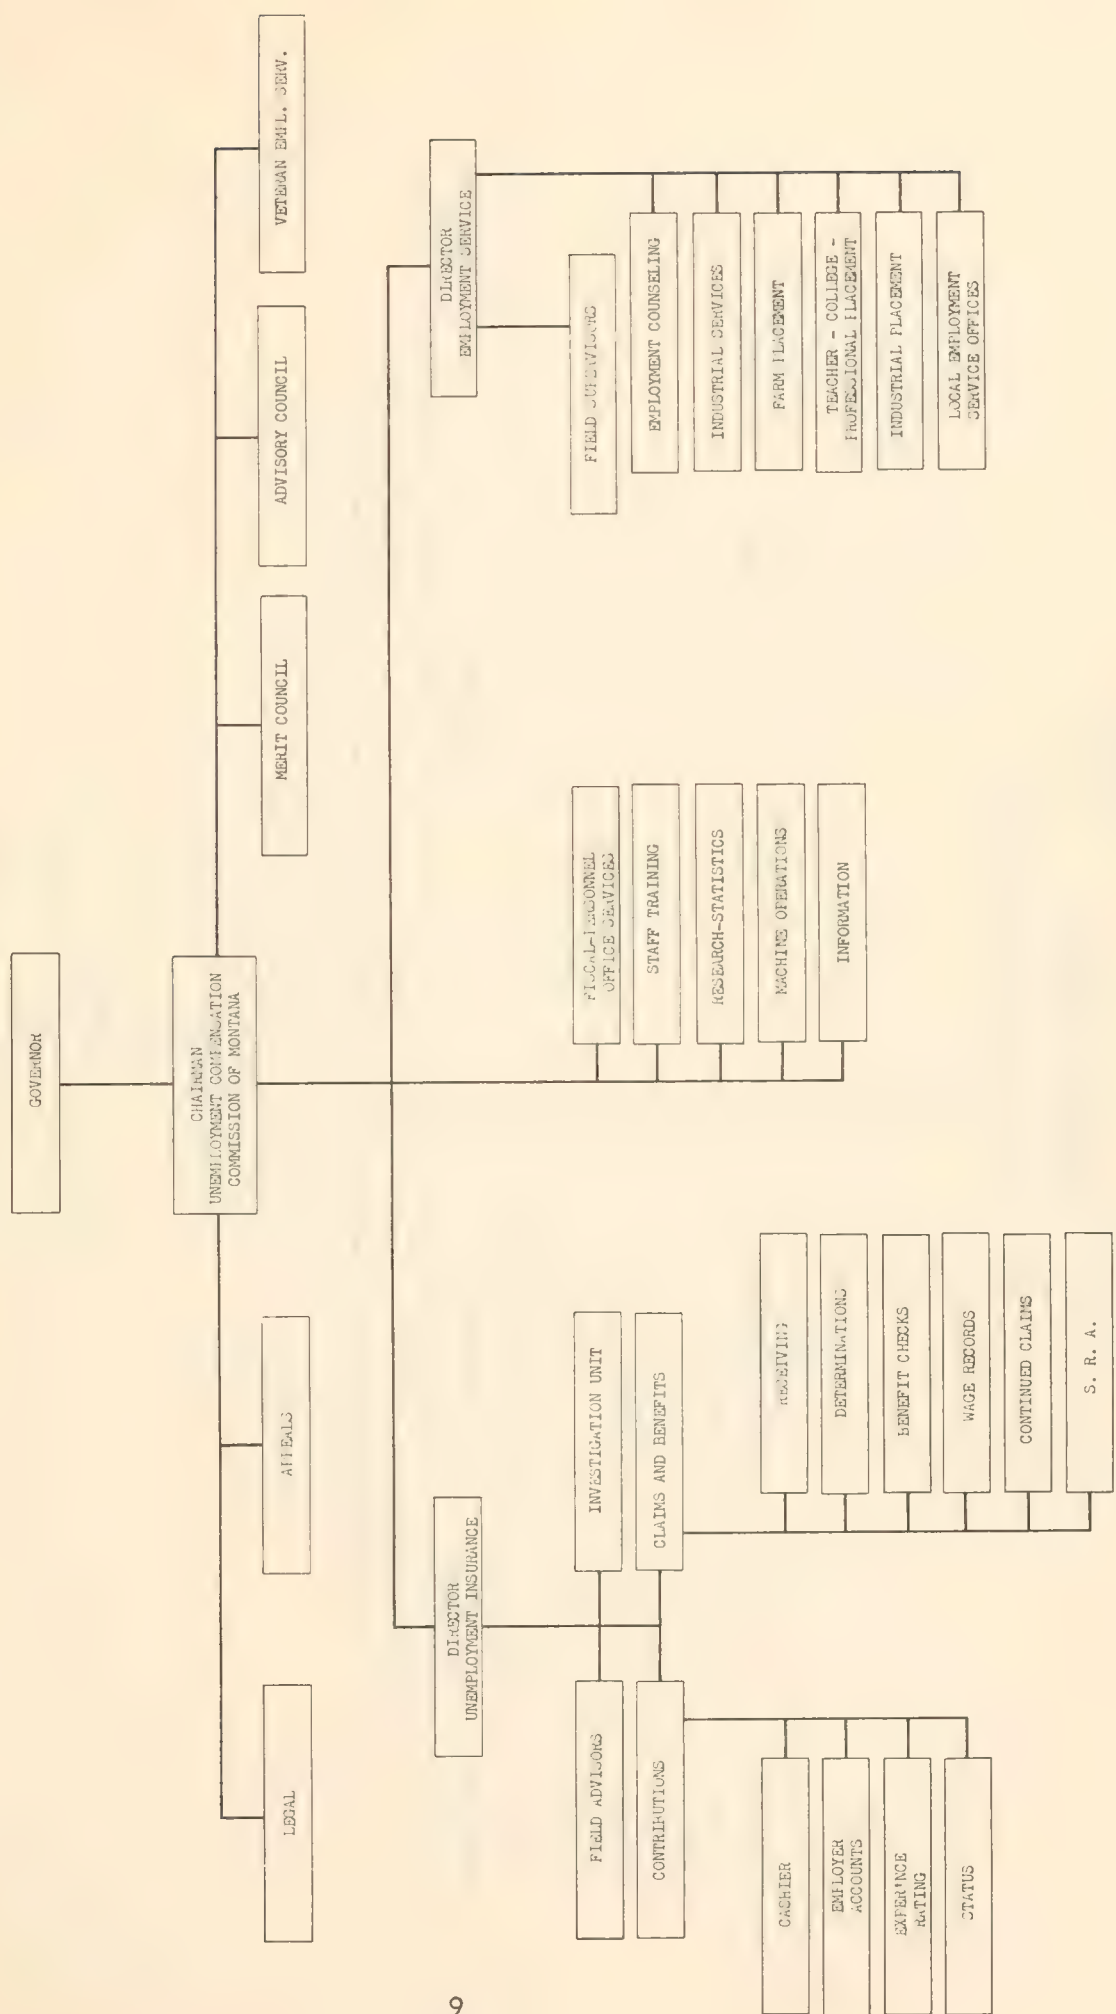 GOVERNOR
CHAIRMAN
UNEMPLOYMENT COMPENSATION
COMMISSION OF MONTANA
LEGAL
APPEALS
MERIT COUNCIL
ADVISORY COUNCIL
VETERAN EMPL. SERV.
DIRECTOR
UNEMPLOYMENT INSURANCE
DIRECTOR
EMPLOYMENT SERVICE
FIELD ADVISORS
INVESTIGATION UNIT
CONTRIBUTIONS
CLAIMS AND BENEFITS
CASHIER
EMPLOYER
ACCOUNTS
EXPER'NCE
RATING
STATUS
RECEIVING
DETERMINATIONS
BENEFIT CHECKS
WAGE RECORDS
CONTINUED CLAIMS
S. R. A.
FISCAL-PERSONNEL
OFFICE SERVICES
STAFF TRAINING
RESEARCH-STATISTICS
MACHINE OPERATIONS
INFORMATION
FIELD SUPERVISORS
EMPLOYMENT COUNSELING
INDUSTRIAL SERVICES
FARM PLACEMENT
TEACHER - COLLEGE -
PROFESSIONAL PLACEMENT
INDUSTRIAL PLACEMENT
LOCAL EMPLOYMENT
SERVICE OFFICES
9